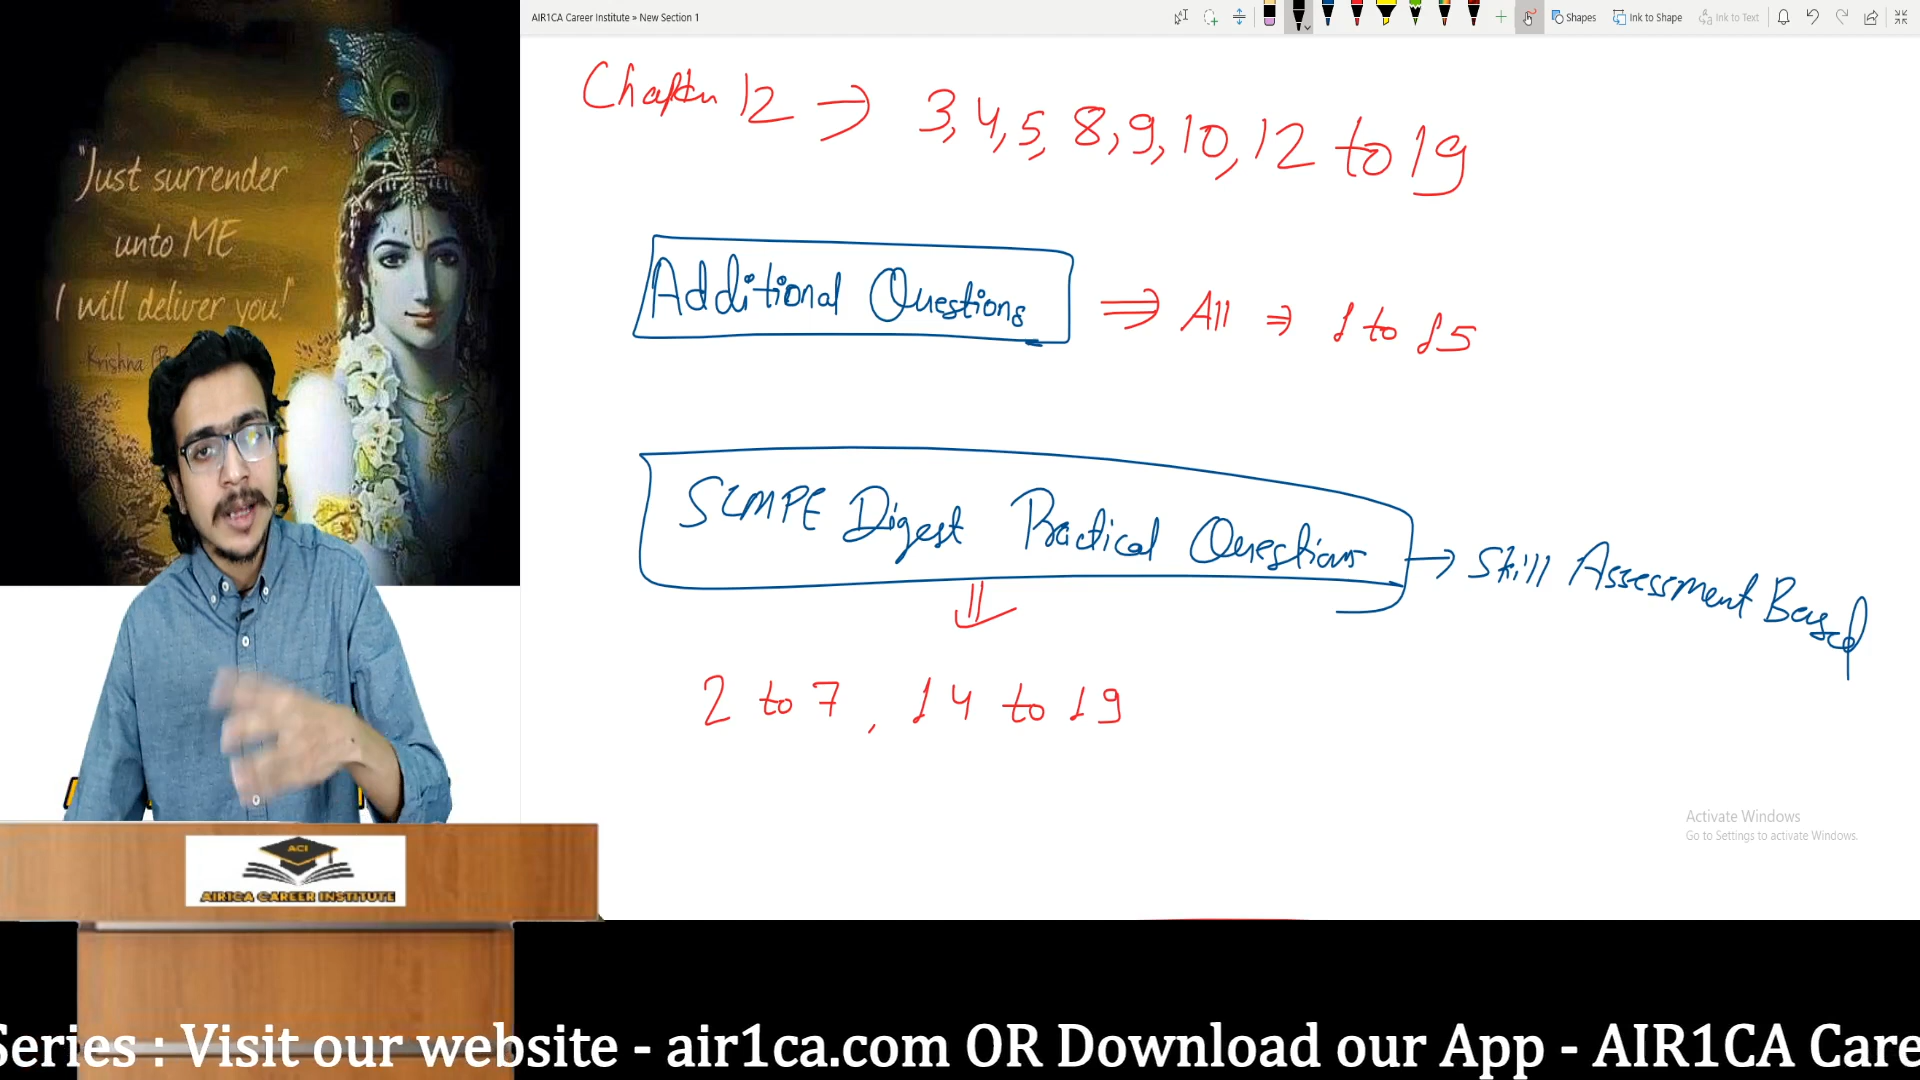 AIR1CA Career Institute » New Section 1
Shapes
Ink to Shape
Ink to Text
Chapter 12 → 3, 4, 5, 8, 9, 10, 12 to 19
"Just surrender
unto ME
I will deliver you!"
Krishna
Additional Questions ⇒ All ⇒ 1 to 15
SCMPE Digest Practical Questions → Skill Assessment Based
2 to 7, 14 to 19
Activate Windows
Go to Settings to activate Windows.
ACI
AIR1CA CAREER INSTITUTE
Series : Visit our website - air1ca.com OR Download our App - AIR1CA Care